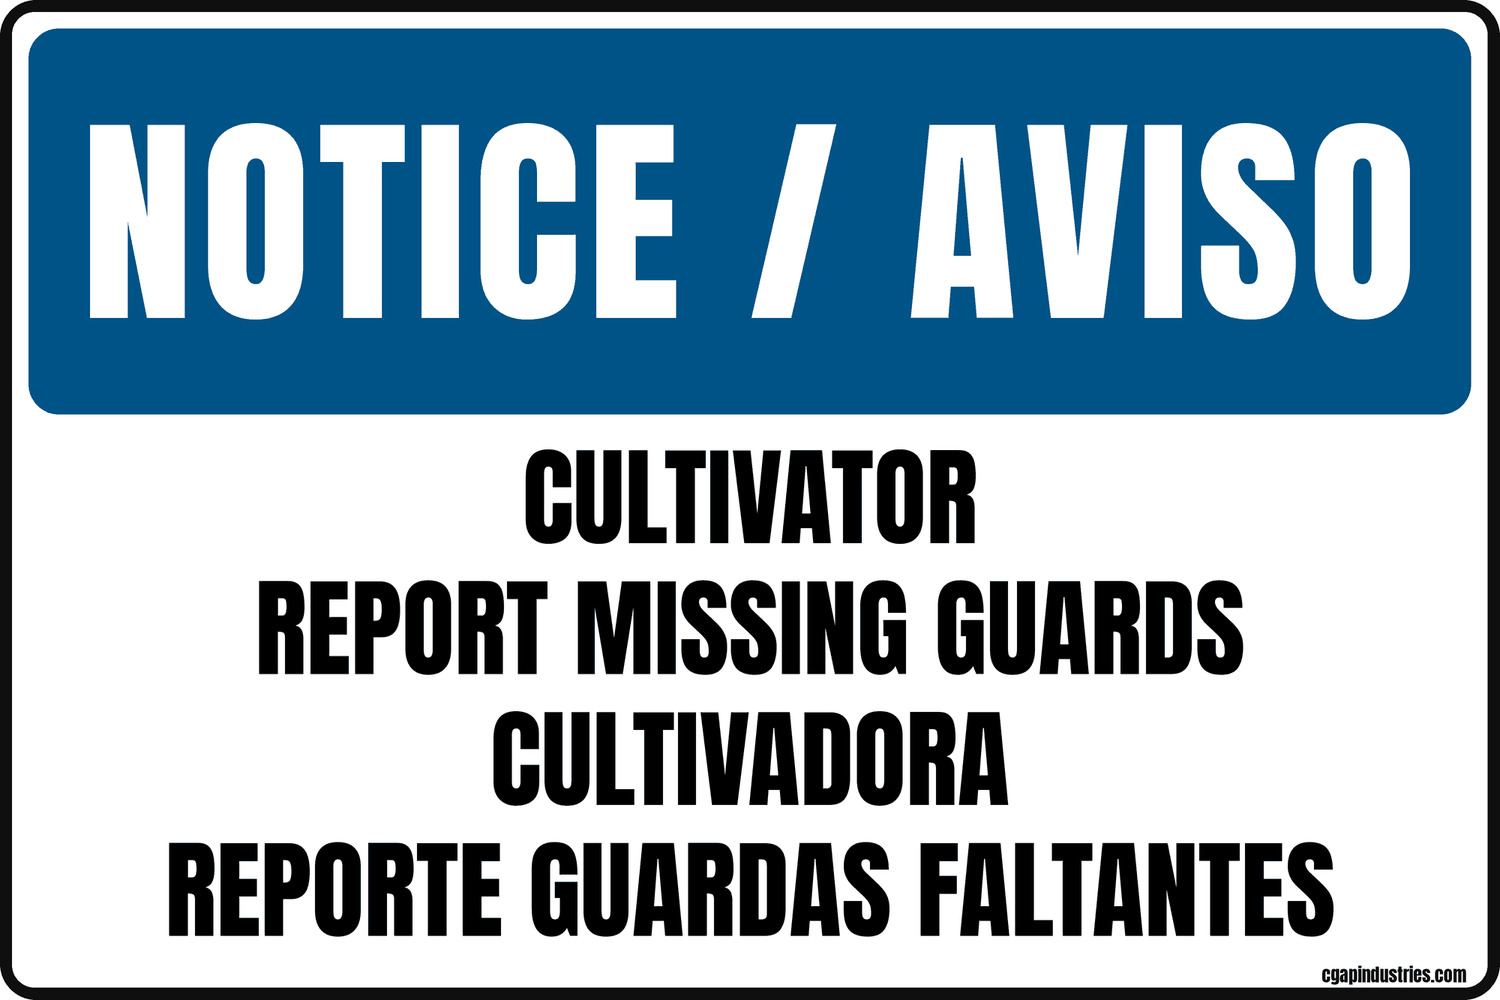 NOTICE / AVISO
CULTIVATOR
REPORT MISSING GUARDS
CULTIVADORA
REPORTE GUARDAS FALTANTES
cgapindustries.com